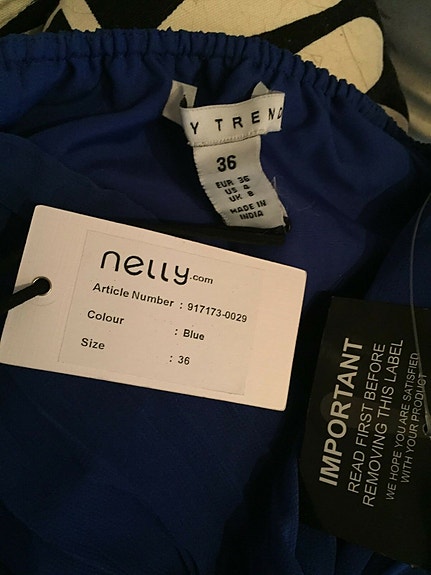 Y TREND
36
EUR 36
US 4
UK 8
MADE IN
INDIA
nelly.com
Article Number : 917173-0029
Colour : Blue
Size : 36
IMPORTANT
READ FIRST BEFORE
REMOVING THIS LABEL
WE HOPE YOU ARE SATISFIED
WITH YOUR PRODUCT